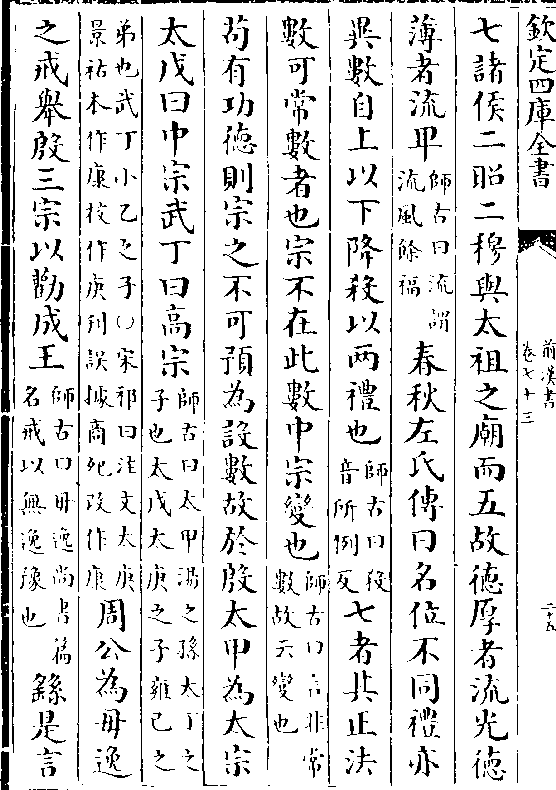 欽定四庫全書
前漢書
卷七十三
二十五
七諸侯二昭二穆與太祖之廟而五故德厚者流光德
薄者流卑師古曰流謂流風餘福春秋左氏傳曰名位不同禮亦
異數自上以下降殺以兩禮也師古曰殺音所例反七者其正法
數可常數者也宗不在此數中宗變也師古曰言非常數故云變也
苟有功德則宗之不可預為設數故於殷太甲為太宗
太戊曰中宗武丁曰高宗師古曰太甲湯之孫太丁之子也太戊太庚之子雍己之
弟也武丁小乙之子○宋祁曰注文太庚景祐本作康校作庚刋誤據商紀改作康周公為毋逸
之戒舉殷三宗以勸成王師古曰毋逸尚書篇名戒以無逸豫也繇是言